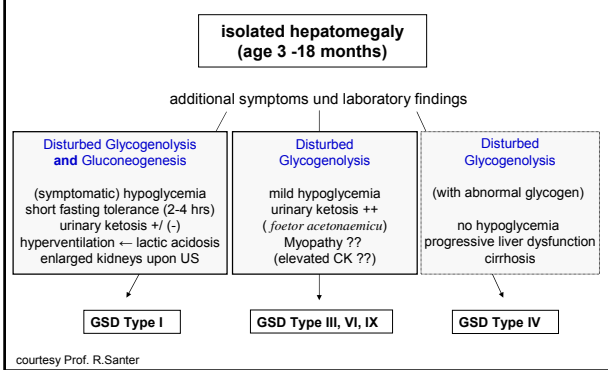 isolated hepatomegaly
(age 3 -18 months)
additional symptoms und laboratory findings
Disturbed Glycogenolysis
and Gluconeogenesis
(symptomatic) hypoglycemia
short fasting tolerance (2-4 hrs)
urinary ketosis +/ (-)
hyperventilation ← lactic acidosis
enlarged kidneys upon US
Disturbed
Glycogenolysis
mild hypoglycemia
urinary ketosis ++
( foetor acetonaemicu )
Myopathy ??
(elevated CK ??)
Disturbed
Glycogenolysis
(with abnormal glycogen)
no hypoglycemia
progressive liver dysfunction
cirrhosis
GSD Type I
GSD Type III, VI, IX
GSD Type IV
courtesy Prof. R.Santer